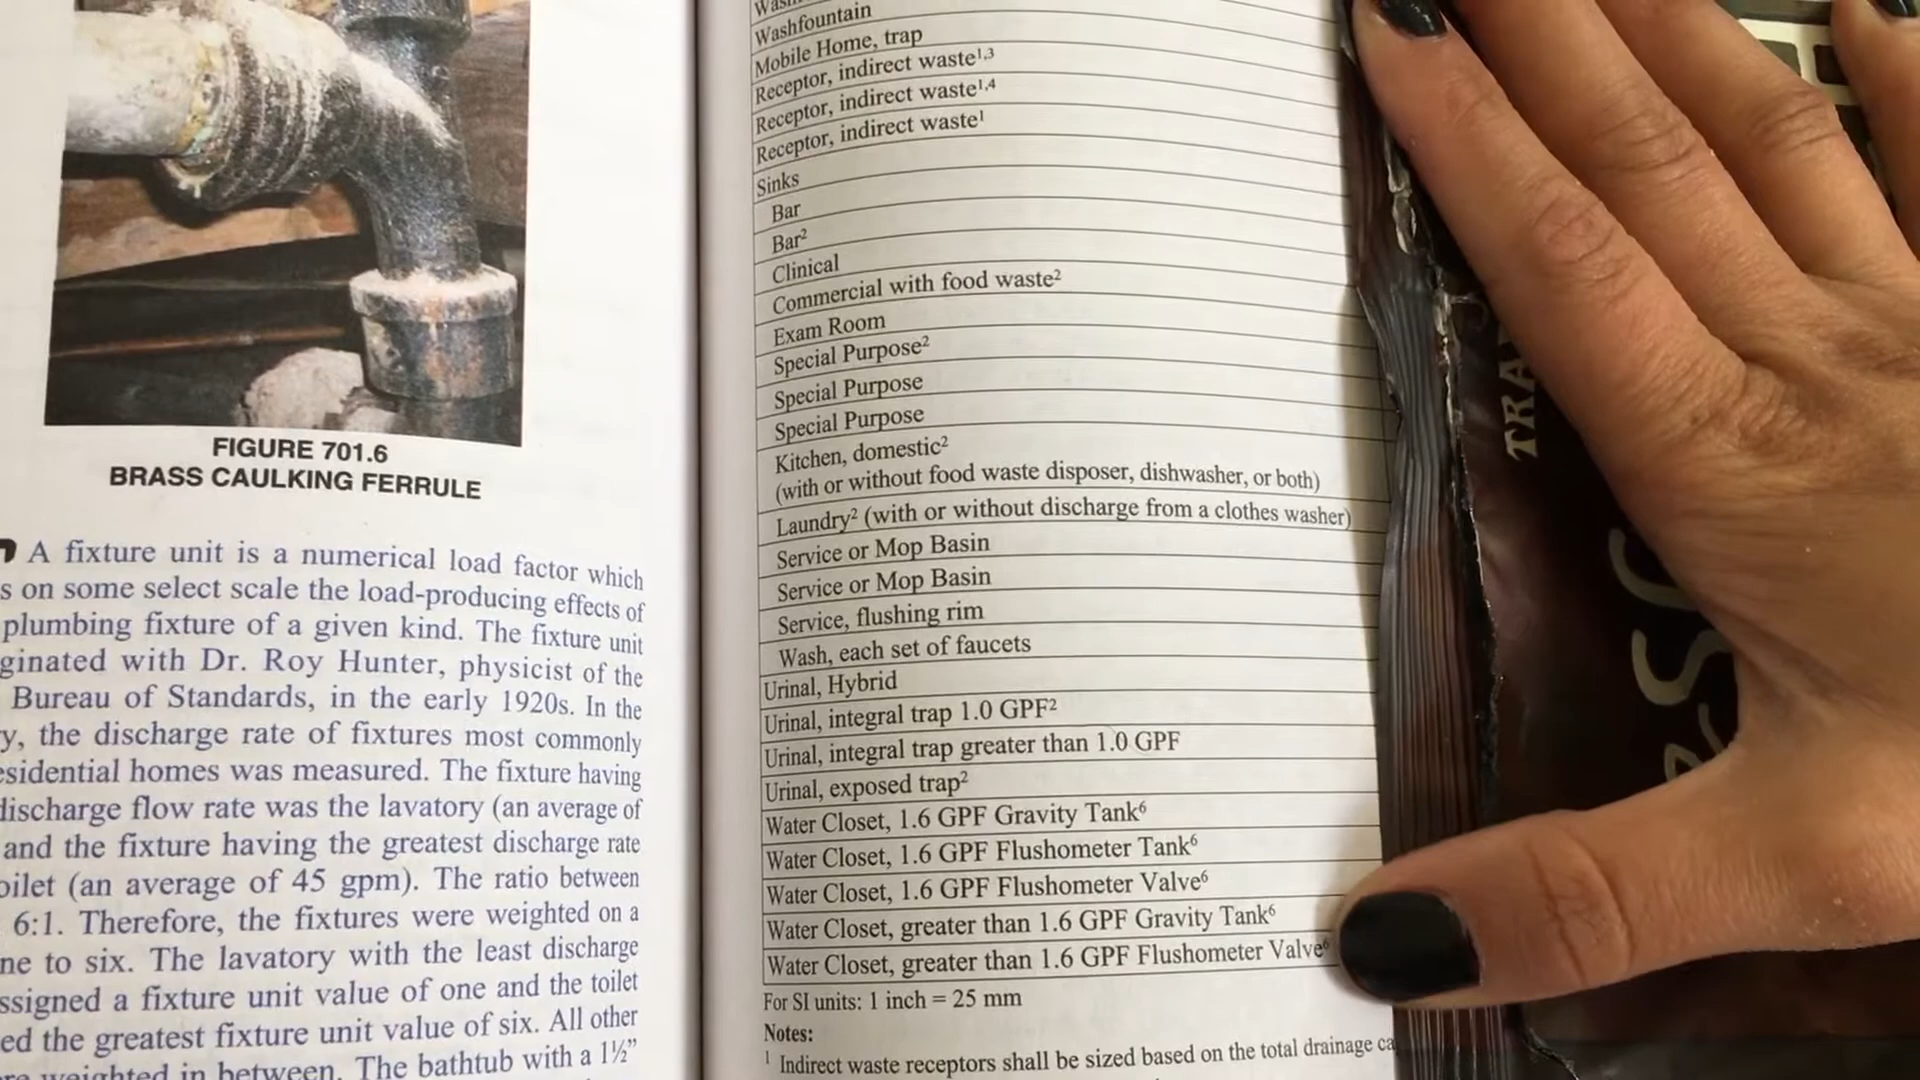 FIGURE 701.6
BRASS CAULKING FERRULE
A fixture unit is a numerical load factor which
s on some select scale the load-producing effects of
plumbing fixture of a given kind. The fixture unit
ginated with Dr. Roy Hunter, physicist of the
Bureau of Standards, in the early 1920s. In the
y, the discharge rate of fixtures most commonly
esidential homes was measured. The fixture having
discharge flow rate was the lavatory (an average of
and the fixture having the greatest discharge rate
oilet (an average of 45 gpm). The ratio between
6:1. Therefore, the fixtures were weighted on a
ne to six. The lavatory with the least discharge
ssigned a fixture unit value of one and the toilet
ed the greatest fixture unit value of six. All other
re weighted in between. The bathtub with a 1½”
Washfountain
Mobile Home, trap
Receptor, indirect waste1,3
Receptor, indirect waste1,4
Receptor, indirect waste1
Sinks
Bar
Bar2
Clinical
Commercial with food waste2
Exam Room
Special Purpose2
Special Purpose
Special Purpose
Kitchen, domestic2
(with or without food waste disposer, dishwasher, or both)
Laundry2 (with or without discharge from a clothes washer)
Service or Mop Basin
Service or Mop Basin
Service, flushing rim
Wash, each set of faucets
Urinal, Hybrid
Urinal, integral trap 1.0 GPF2
Urinal, integral trap greater than 1.0 GPF
Urinal, exposed trap2
Water Closet, 1.6 GPF Gravity Tank6
Water Closet, 1.6 GPF Flushometer Tank6
Water Closet, 1.6 GPF Flushometer Valve6
Water Closet, greater than 1.6 GPF Gravity Tank6
Water Closet, greater than 1.6 GPF Flushometer Valve6
For SI units: 1 inch = 25 mm
Notes:
1 Indirect waste receptors shall be sized based on the total drainage ca
TRA